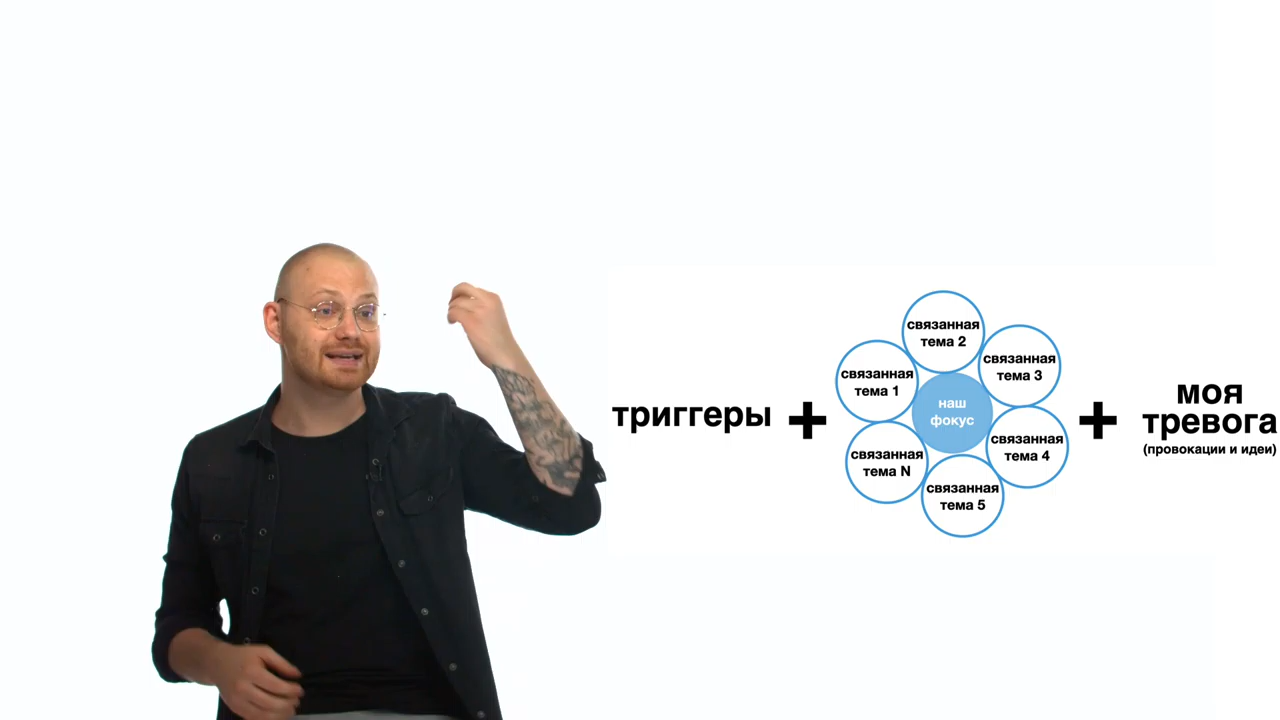 триггеры
+
связанная
тема 1
связанная
тема 2
связанная
тема 3
связанная
тема 4
связанная
тема 5
связанная
тема N
наш
фокус
+
моя
тревога
(провокации и идеи)